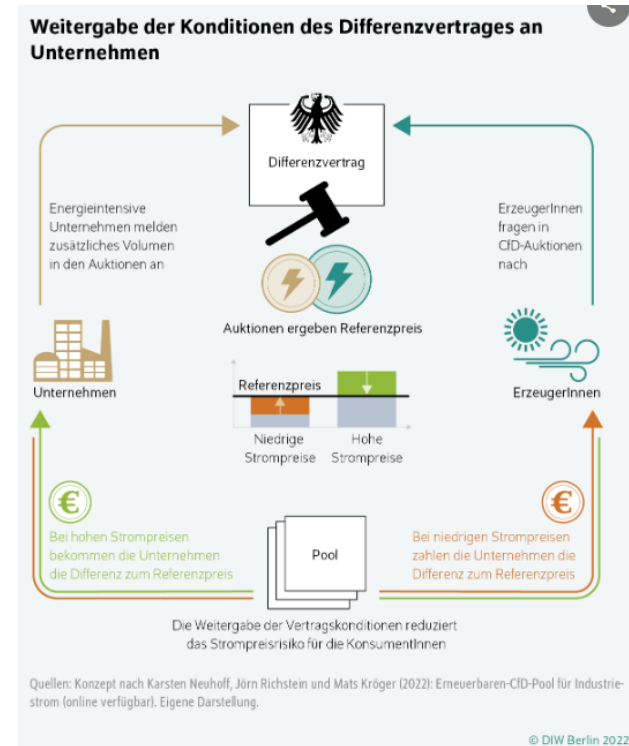 Weitergabe der Konditionen des Differenzvertrages an
Unternehmen
Differenzvertrag
Energieintensive
Unternehmen melden
zusätzliches Volumen
in den Auktionen an
ErzeugerInnen
fragen in
CfD-Auktionen
nach
Auktionen ergeben Referenzpreis
Unternehmen
ErzeugerInnen
Referenzpreis
Niedrige
Strompreise
Hohe
Strompreise
€
Bei hohen Strompreisen
bekommen die Unternehmen
die Differenz zum Referenzpreis
Pool
€
Bei niedrigen Strompreisen
zahlen die Unternehmen die
Differenz zum Referenzpreis
Die Weitergabe der Vertragskonditionen reduziert
das Strompreisrisiko für die KonsumentInnen
Quellen: Konzept nach Karsten Neuhoff, Jörn Richstein und Mats Kröger (2022): Erneuerbaren-CfD-Pool für Industrie-
strom (online verfügbar). Eigene Darstellung.
© DIW Berlin 2022